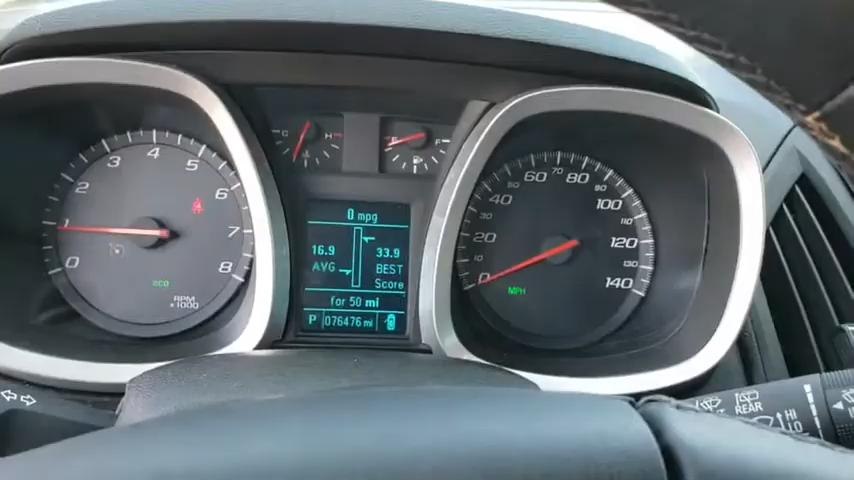 0 1 2 3 4 5 6 7 8
eco
RPM
×1000
C H
E F
0 mpg
16.9 33.9
AVG BEST
Score
for 50 mi
P 076476 mi
0 10 20 30 40 50 60 70 80 90 100 110 120 130 140
MPH
REAR
HI
LO